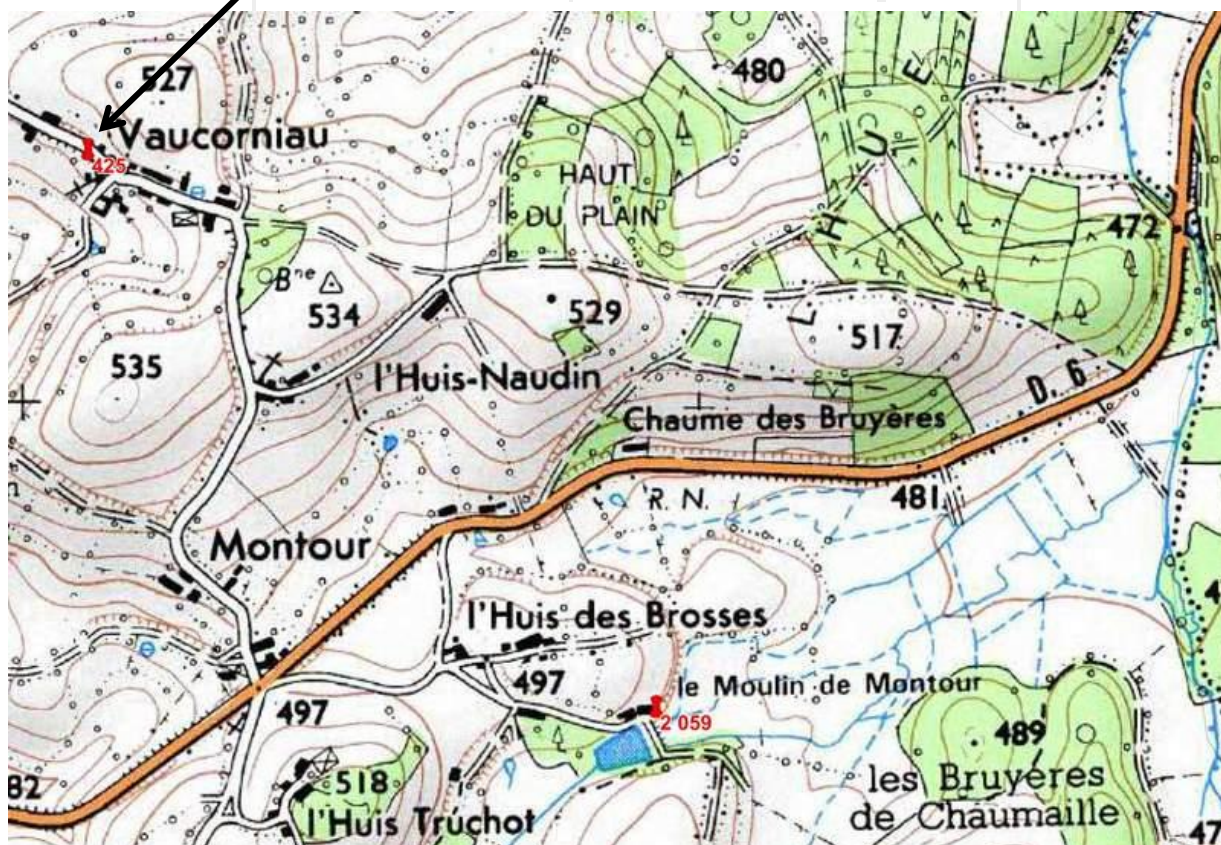 527
480
Vaucorniau
425
HAUT
DU PLAIN
L H U E
472
Bne
534
529
517
535
l'Huis-Naudin
D. 6
Chaume des Bruyères
481
R. N.
Montour
l'Huis des Brosses
497
le Moulin de Montour
2 059
497
489
518
82
les Bruyères
de Chaumaille
l'Huis Trúchot
47